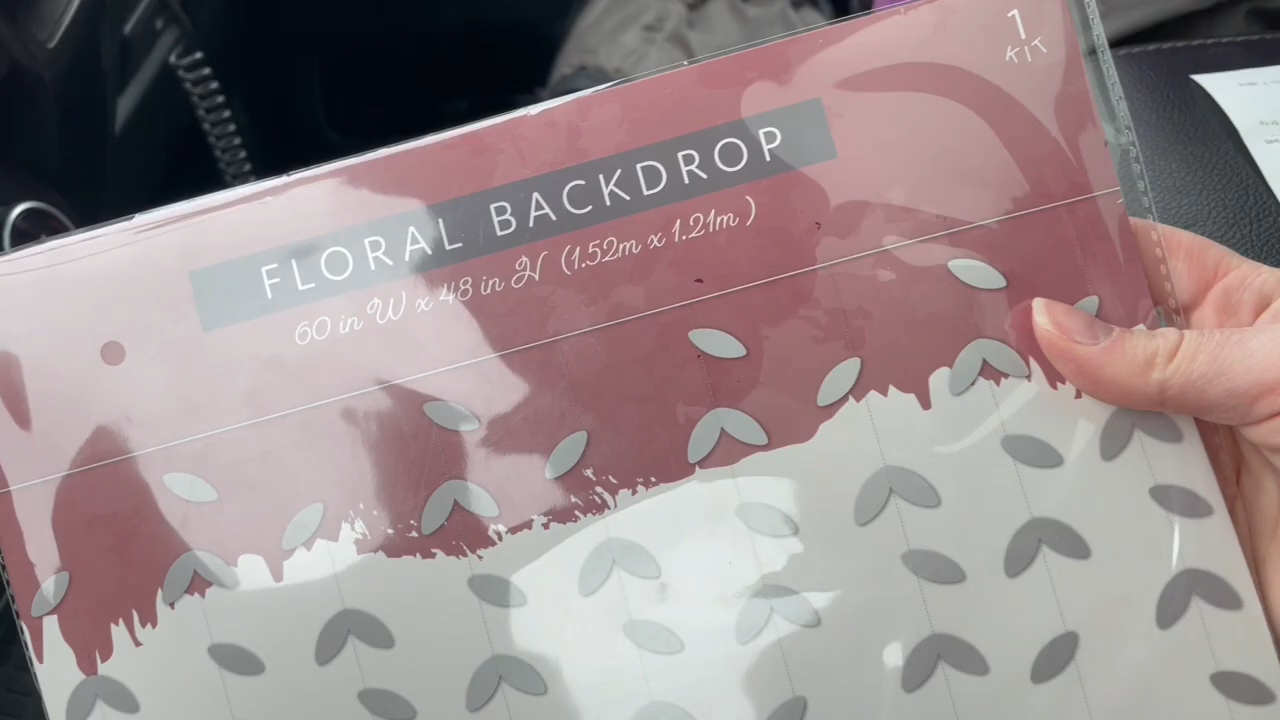 1
KIT
FLORAL BACKDROP
60 in W x 48 in H (1.52m x 1.21m )